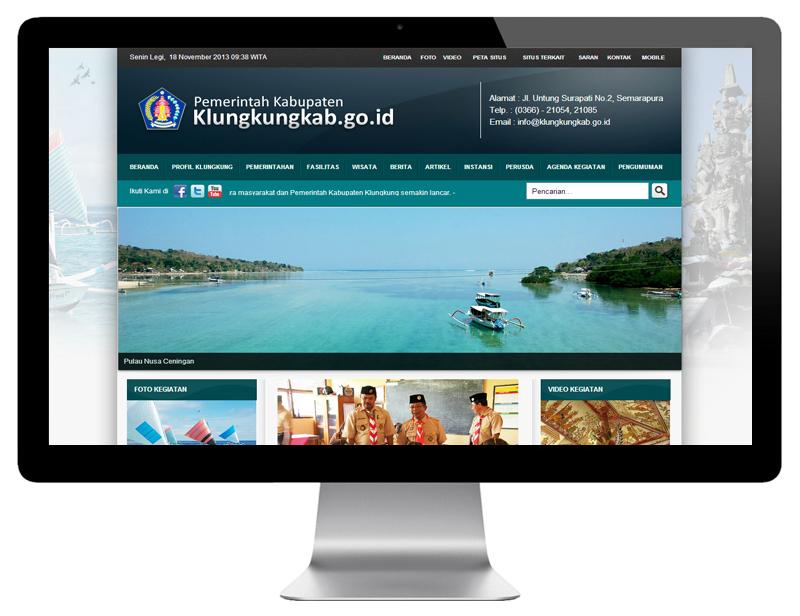 Senin Legi, 18 November 2013 09:38 WITA
BERANDA FOTO VIDEO PETA SITUS SITUS TERKAIT SARAN KONTAK MOBILE
Pemerintah Kabupaten
Klungkungkab.go.id
Alamat : Jl. Untung Surapati No.2, Semarapura
Telp. : (0366) - 21054, 21085
Email : info@klungkungkab.go.id
BERANDA PROFIL KLUNGKUNG PEMERINTAHAN FASILITAS WISATA BERITA ARTIKEL INSTANSI PERUSDA AGENDA KEGIATAN PENGUMUMAN
Ikuti Kami di f t You Tube ra masyarakat dan Pemerintah Kabupaten Klungkung semakin lancar. -
Pencarian...
Pulau Nusa Ceningan
FOTO KEGIATAN
VIDEO KEGIATAN